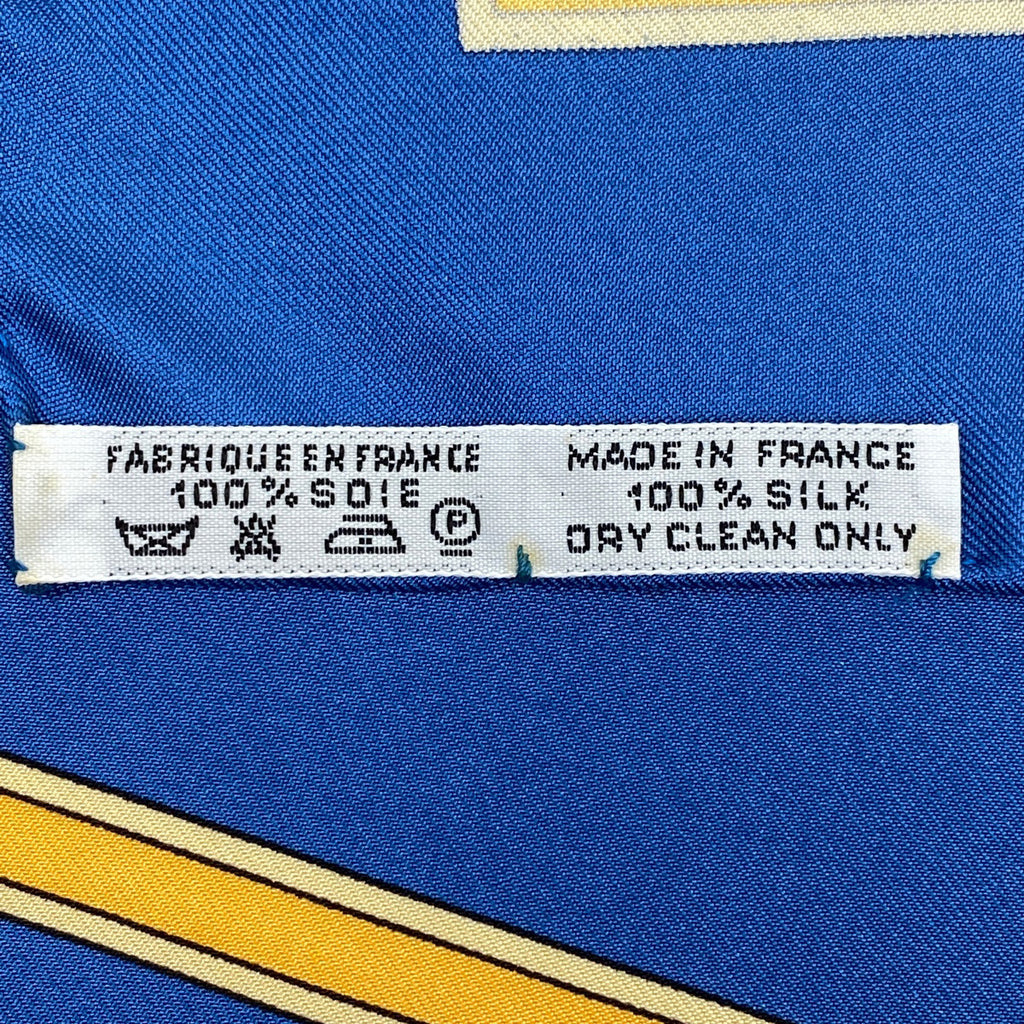 FABRIQUE EN FRANCE
100% SOIE
P
MADE IN FRANCE
100% SILK
DRY CLEAN ONLY